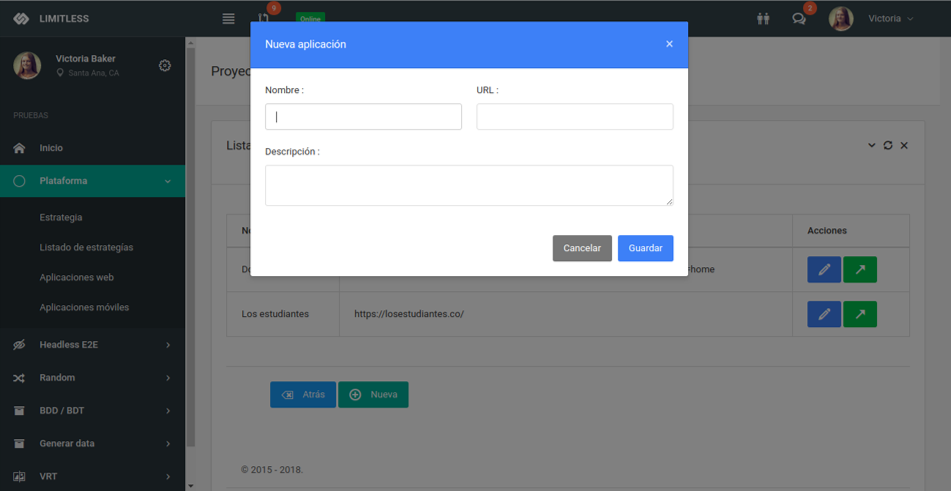 LIMITLESS
9
Online
2
Victoria
Victoria Baker
Santa Ana, CA
PRUEBAS
Inicio
Plataforma
Estrategia
Listado de estrategias
Aplicaciones web
Aplicaciones móviles
Headless E2E
Random
BDD / BDT
Generar data
VRT
Proyec
Lista
Nueva aplicación
×
Nombre :
URL :
Descripción :
Cancelar
Guardar
Acciones
home
Los estudiantes
https://losestudiantes.co/
Atrás
Nueva
© 2015 - 2018.